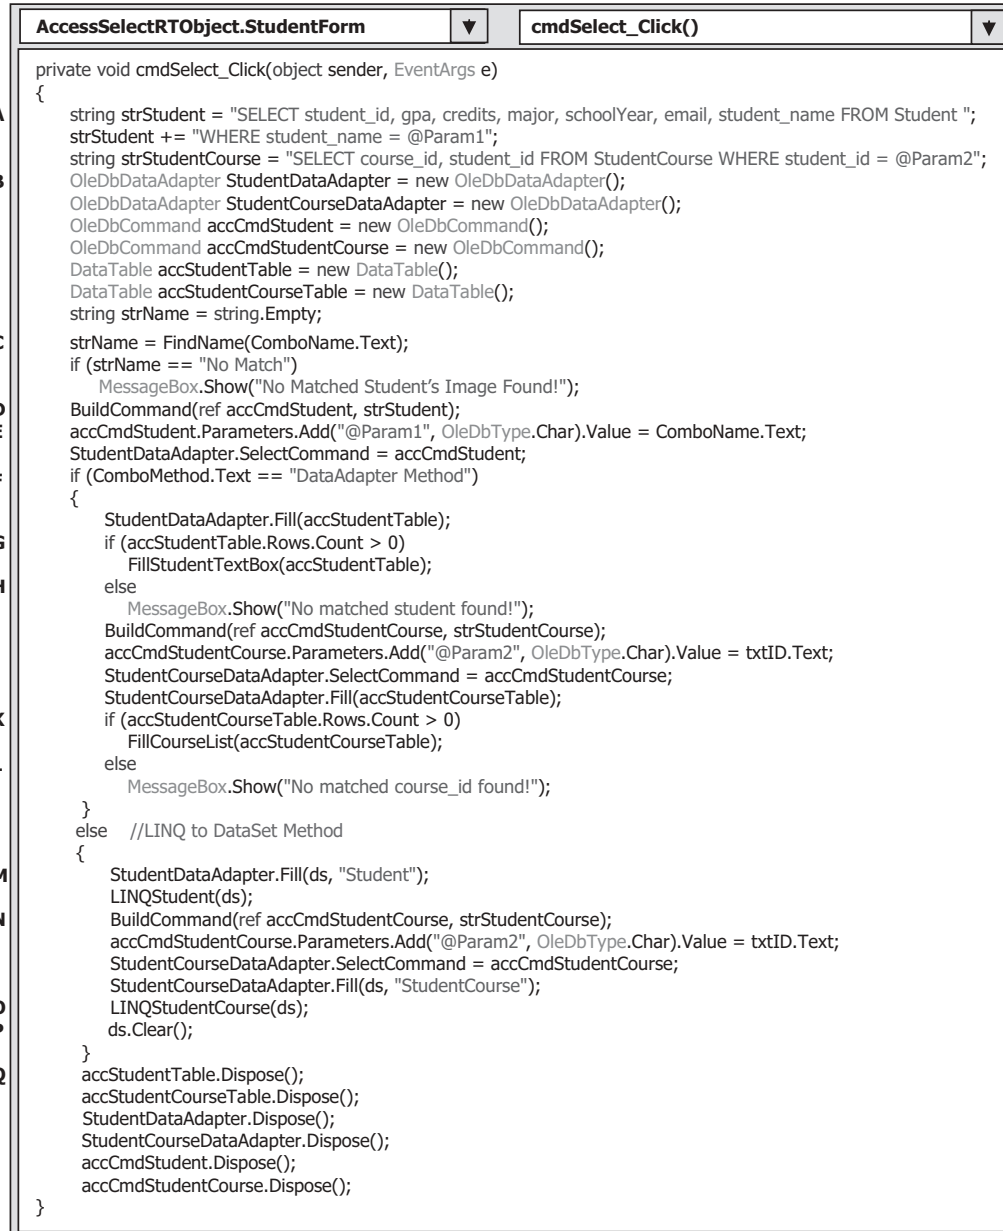 AccessSelectRTObject.StudentForm cmdSelect_Click()
private void cmdSelect_Click(object sender, EventArgs e)
{
A string strStudent = "SELECT student_id, gpa, credits, major, schoolYear, email, student_name FROM Student ";
strStudent += "WHERE student_name = @Param1";
string strStudentCourse = "SELECT course_id, student_id FROM StudentCourse WHERE student_id = @Param2";
B OleDbDataAdapter StudentDataAdapter = new OleDbDataAdapter();
OleDbDataAdapter StudentCourseDataAdapter = new OleDbDataAdapter();
OleDbCommand accCmdStudent = new OleDbCommand();
OleDbCommand accCmdStudentCourse = new OleDbCommand();
DataTable accStudentTable = new DataTable();
DataTable accStudentCourseTable = new DataTable();
string strName = string.Empty;
C strName = FindName(ComboName.Text);
if (strName == "No Match")
MessageBox.Show("No Matched Student’s Image Found!");
D BuildCommand(ref accCmdStudent, strStudent);
E accCmdStudent.Parameters.Add("@Param1", OleDbType.Char).Value = ComboName.Text;
StudentDataAdapter.SelectCommand = accCmdStudent;
if (ComboMethod.Text == "DataAdapter Method")
{
StudentDataAdapter.Fill(accStudentTable);
G if (accStudentTable.Rows.Count > 0)
FillStudentTextBox(accStudentTable);
H else
MessageBox.Show("No matched student found!");
BuildCommand(ref accCmdStudentCourse, strStudentCourse);
accCmdStudentCourse.Parameters.Add("@Param2", OleDbType.Char).Value = txtID.Text;
StudentCourseDataAdapter.SelectCommand = accCmdStudentCourse;
StudentCourseDataAdapter.Fill(accStudentCourseTable);
K if (accStudentCourseTable.Rows.Count > 0)
FillCourseList(accStudentCourseTable);
else
MessageBox.Show("No matched course_id found!");
}
else //LINQ to DataSet Method
{
M StudentDataAdapter.Fill(ds, "Student");
LINQStudent(ds);
N BuildCommand(ref accCmdStudentCourse, strStudentCourse);
accCmdStudentCourse.Parameters.Add("@Param2", OleDbType.Char).Value = txtID.Text;
StudentCourseDataAdapter.SelectCommand = accCmdStudentCourse;
StudentCourseDataAdapter.Fill(ds, "StudentCourse");
O LINQStudentCourse(ds);
P ds.Clear();
}
Q accStudentTable.Dispose();
accStudentCourseTable.Dispose();
StudentDataAdapter.Dispose();
StudentCourseDataAdapter.Dispose();
accCmdStudent.Dispose();
accCmdStudentCourse.Dispose();
}